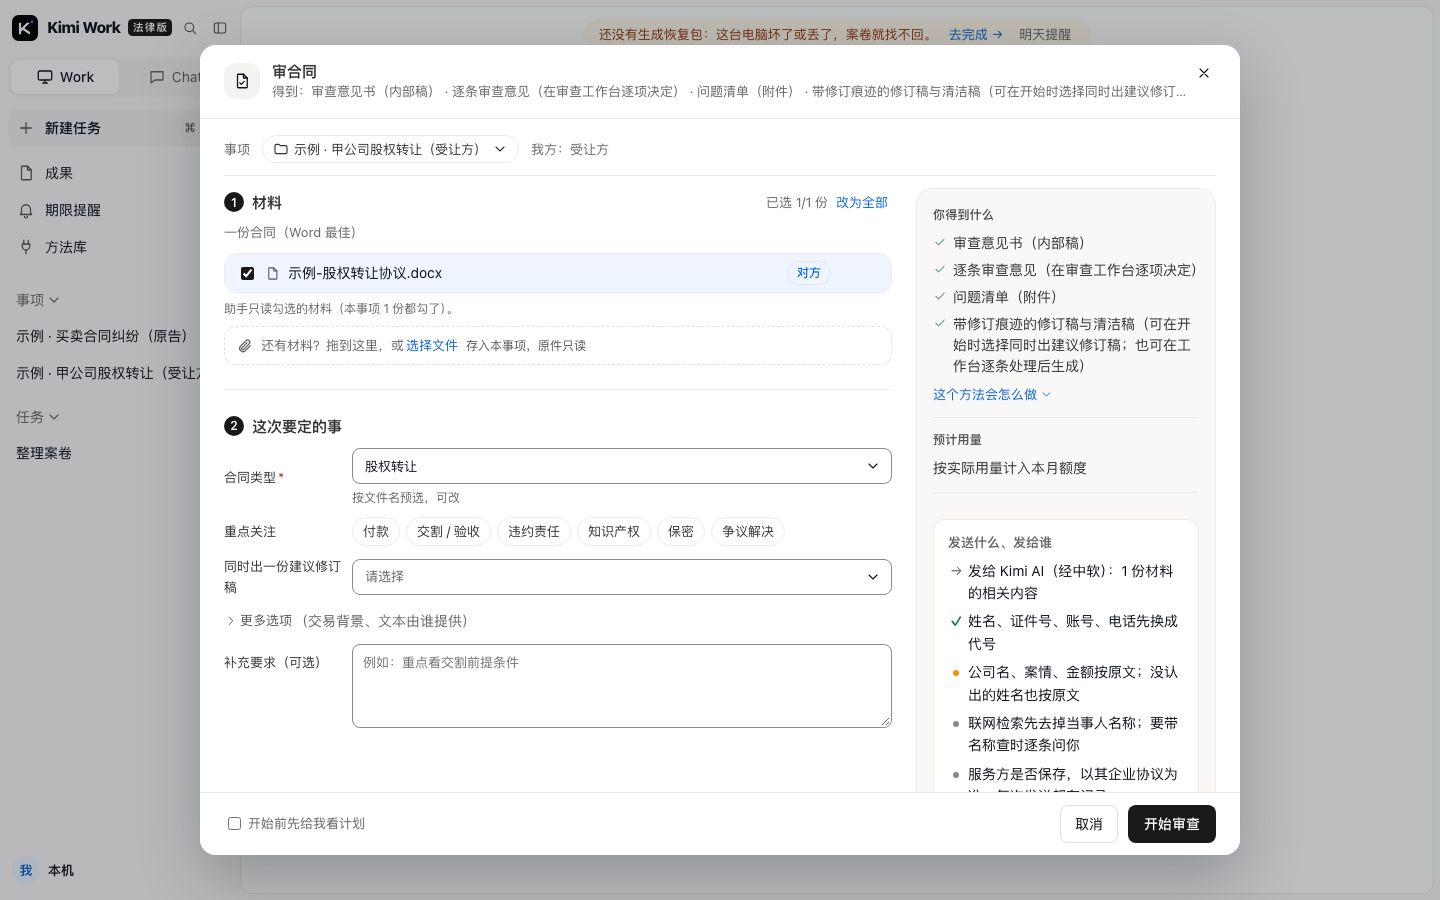 Kimi Work 法律版
还没有生成恢复包：这台电脑坏了或丢了，案卷就找不回。 去完成 → 明天提醒
Work
Chat
新建任务 ⌘
成果
期限提醒
方法库
事项
示例 · 买卖合同纠纷（原告）
示例 · 甲公司股权转让（受让
任务
整理案卷
我 本机
审合同
得到：审查意见书（内部稿） · 逐条审查意见（在审查工作台逐项决定） · 问题清单（附件） · 带修订痕迹的修订稿与清洁稿（可在开始时选择同时出建议修订...
事项 示例 · 甲公司股权转让（受让方） 我方：受让方
1 材料 已选 1/1 份 改为全部
一份合同（Word 最佳）
示例-股权转让协议.docx 对方
助手只读勾选的材料（本事项 1 份都勾了）。
还有材料？拖到这里，或 选择文件 存入本事项，原件只读
2 这次要定的事
合同类型* 股权转让
按文件名预选，可改
重点关注 付款 交割 / 验收 违约责任 知识产权 保密 争议解决
同时出一份建议修订稿 请选择
更多选项 （交易背景、文本由谁提供）
补充要求（可选） 例如：重点看交割前提条件
你得到什么
审查意见书（内部稿）
逐条审查意见（在审查工作台逐项决定）
问题清单（附件）
带修订痕迹的修订稿与清洁稿（可在开
始时选择同时出建议修订稿；也可在工
作台逐条处理后生成）
这个方法会怎么做
预计用量
按实际用量计入本月额度
发送什么、发给谁
→ 发给 Kimi AI（经中软）：1 份材料
的相关内容
姓名、证件号、账号、电话先换成
代号
公司名、案情、金额按原文；没认
出的姓名也按原文
联网检索先去掉当事人名称；要带
名称查时逐条问你
服务方是否保存，以其企业协议为
开始前先给我看计划
取消
开始审查